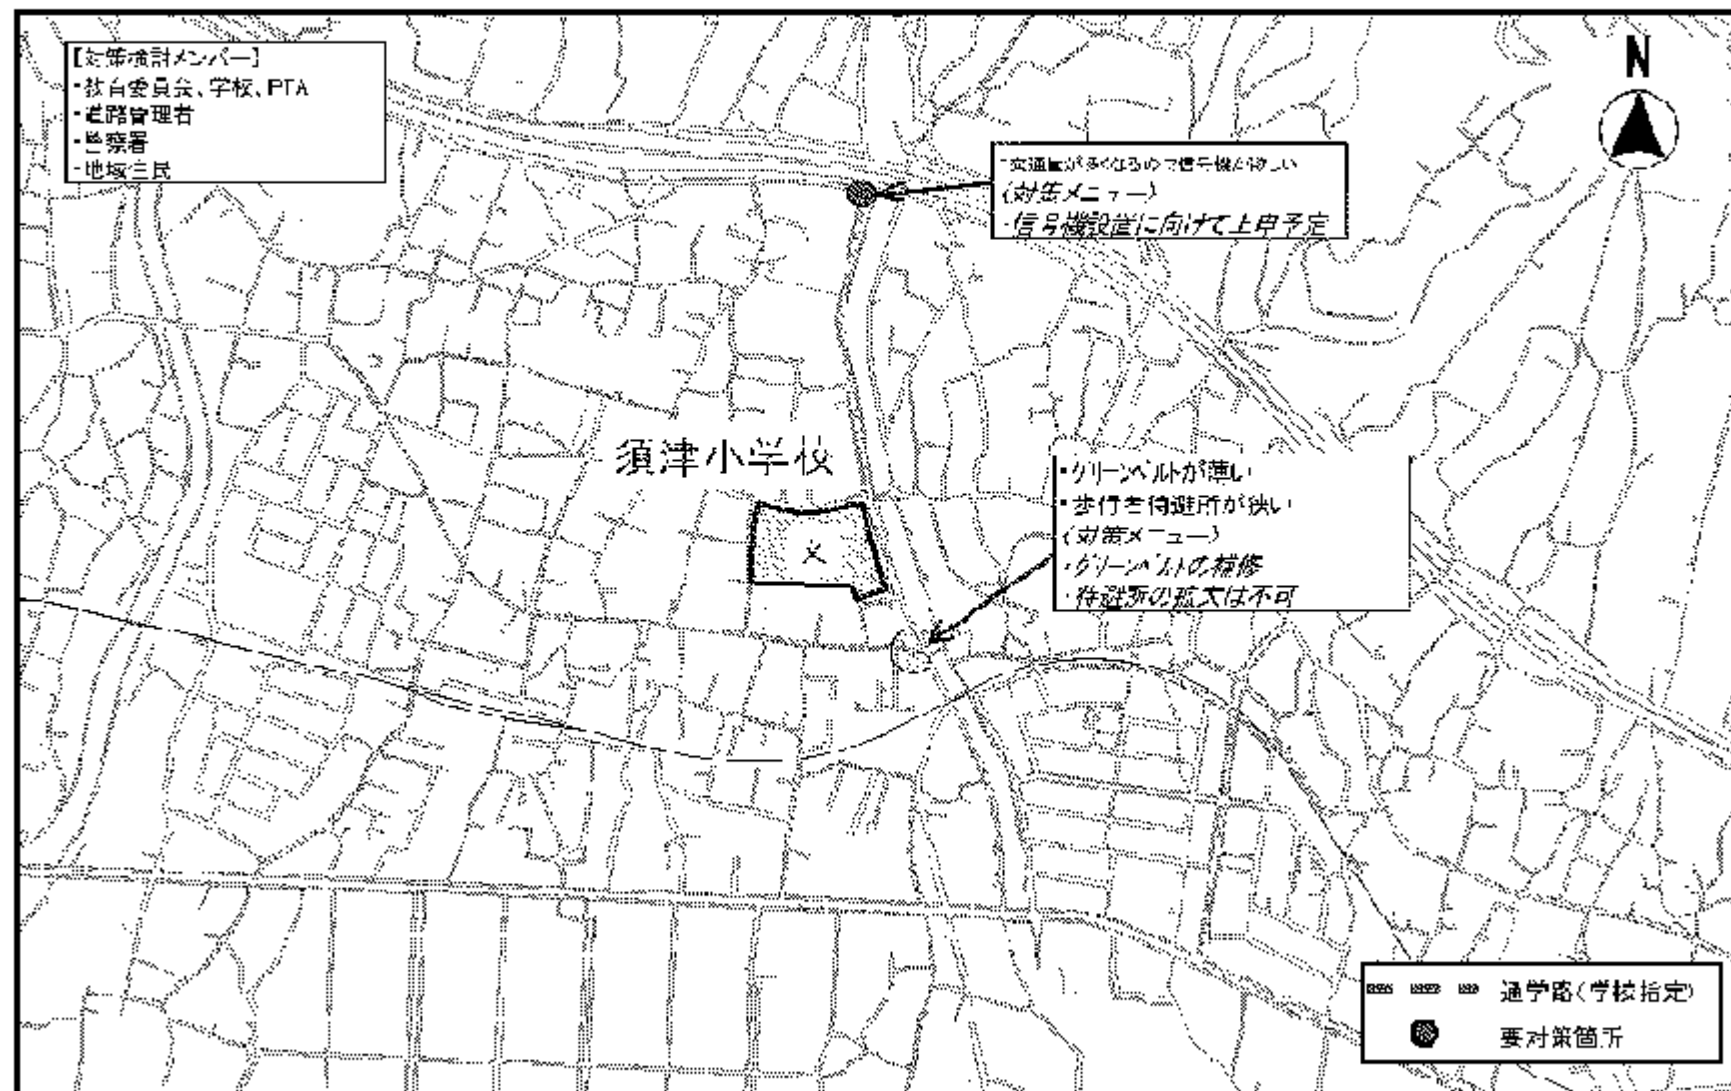 【対策検討メンバー】
・教育委員会、学校、PTA
・道路管理者
・警察署
・地域住民
N
・交通量が多くなるので信号機が欲しい
(対策メニュー)
・信号機設置に向けて上申予定
須津小学校
文
・グリーンベルトが薄い
・歩行者待避所が狭い
(対策メニュー)
・グリーンベルトの補修
・待避所の拡大は不可
通学路(学校指定)
要対策箇所